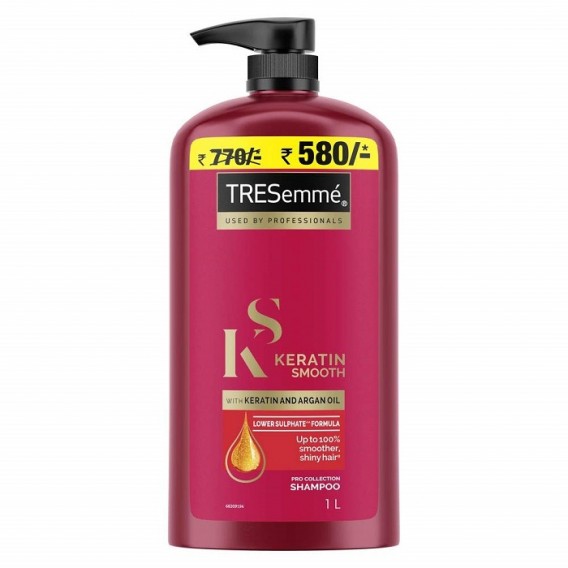 ₹ 770/- ₹ 580/-*
TRESemmé®
USED BY PROFESSIONALS
KS
KERATIN
SMOOTH
WITH KERATIN AND ARGAN OIL
LOWER SULPHATE** FORMULA
Up to 100%
smoother,
shiny hair
PRO COLLECTION
SHAMPOO
1 L